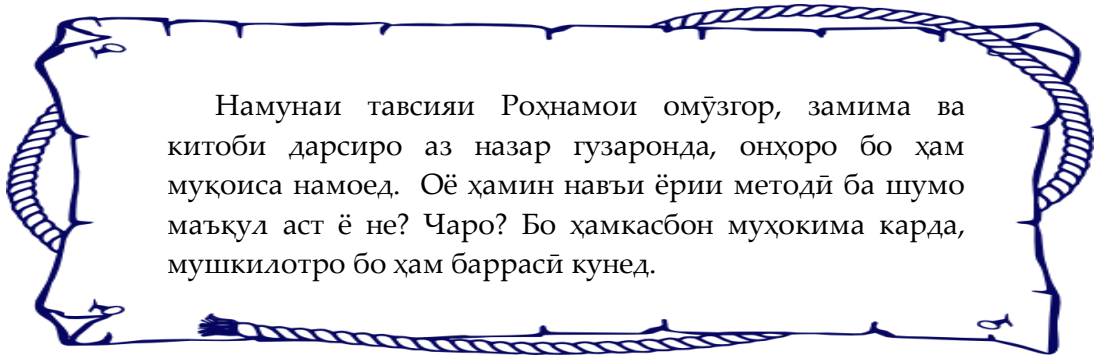 Намунаи тавсияи Роҳнамои омӯзгор, замима ва
китоби дарсиро аз назар гузаронда, онҳоро бо ҳам
муқоиса намоед. Оё ҳамин навъи ёрии методӣ ба шумо
маъқул аст ё не? Чаро? Бо ҳамкасбон муҳокима карда,
мушкилотро бо ҳам баррасӣ кунед.